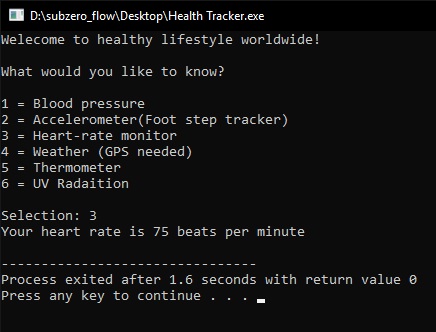 D:\subzero_flow\Desktop\Health Tracker.exe
Welecome to healthy lifestyle worldwide!
What would you like to know?
1 = Blood pressure
2 = Accelerometer(Foot step tracker)
3 = Heart-rate monitor
4 = Weather (GPS needed)
5 = Thermometer
6 = UV Radaition
Selection: 3
Your heart rate is 75 beats per minute
--------------------------------
Process exited after 1.6 seconds with return value 0
Press any key to continue . . .